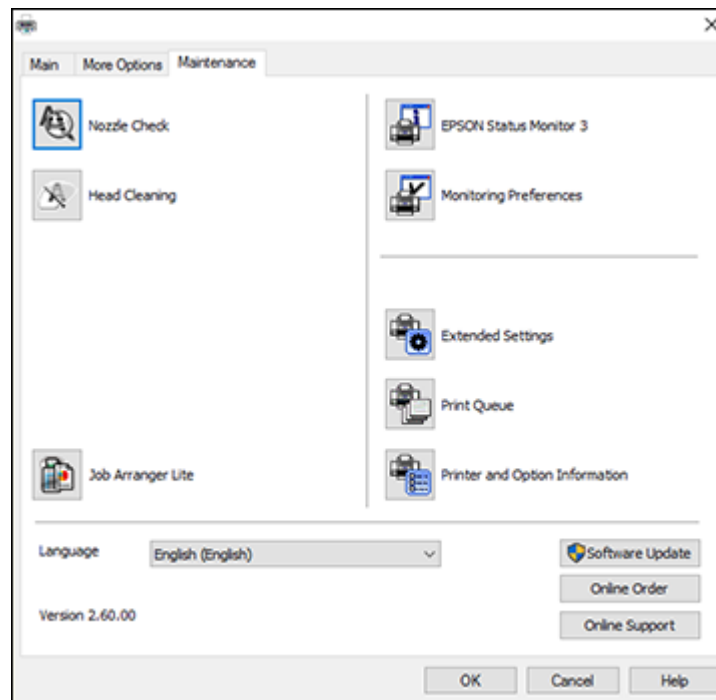 Main
More Options
Maintenance
Nozzle Check
Head Cleaning
Job Arranger Lite
EPSON Status Monitor 3
Monitoring Preferences
Extended Settings
Print Queue
Printer and Option Information
Language
English (English)
Version 2.60.00
Software Update
Online Order
Online Support
OK
Cancel
Help